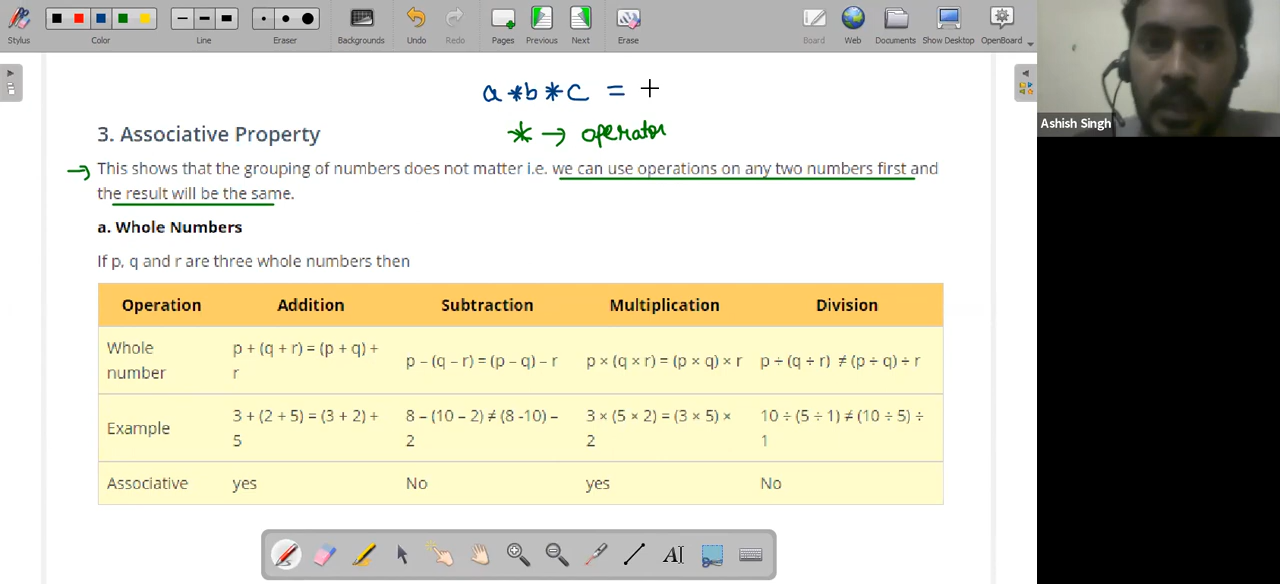 Stylus Color Line Eraser Backgrounds Undo Redo Pages Previous Next Erase Board Web Documents Show Desktop OpenBoard
a * b * c =
* → operator
Ashish Singh
3. Associative Property
→ This shows that the grouping of numbers does not matter i.e. we can use operations on any two numbers first and
the result will be the same.
a. Whole Numbers
If p, q and r are three whole numbers then
Operation Addition Subtraction Multiplication Division
Whole number p + (q + r) = (p + q) + r p – (q – r) = (p – q) – r p × (q × r) = (p × q) × r p ÷ (q ÷ r) ≠ (p ÷ q) ÷ r
Example 3 + (2 + 5) = (3 + 2) + 5 8 – (10 – 2) ≠ (8 -10) – 2 3 × (5 × 2) = (3 × 5) × 2 10 ÷ (5 ÷ 1) ≠ (10 ÷ 5) ÷ 1
Associative yes No yes No